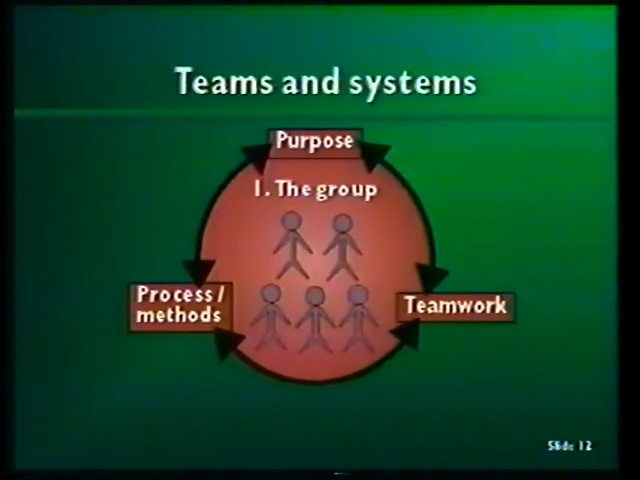 Teams and systems
Purpose
1. The group
Process/
methods
Teamwork
Slide 12